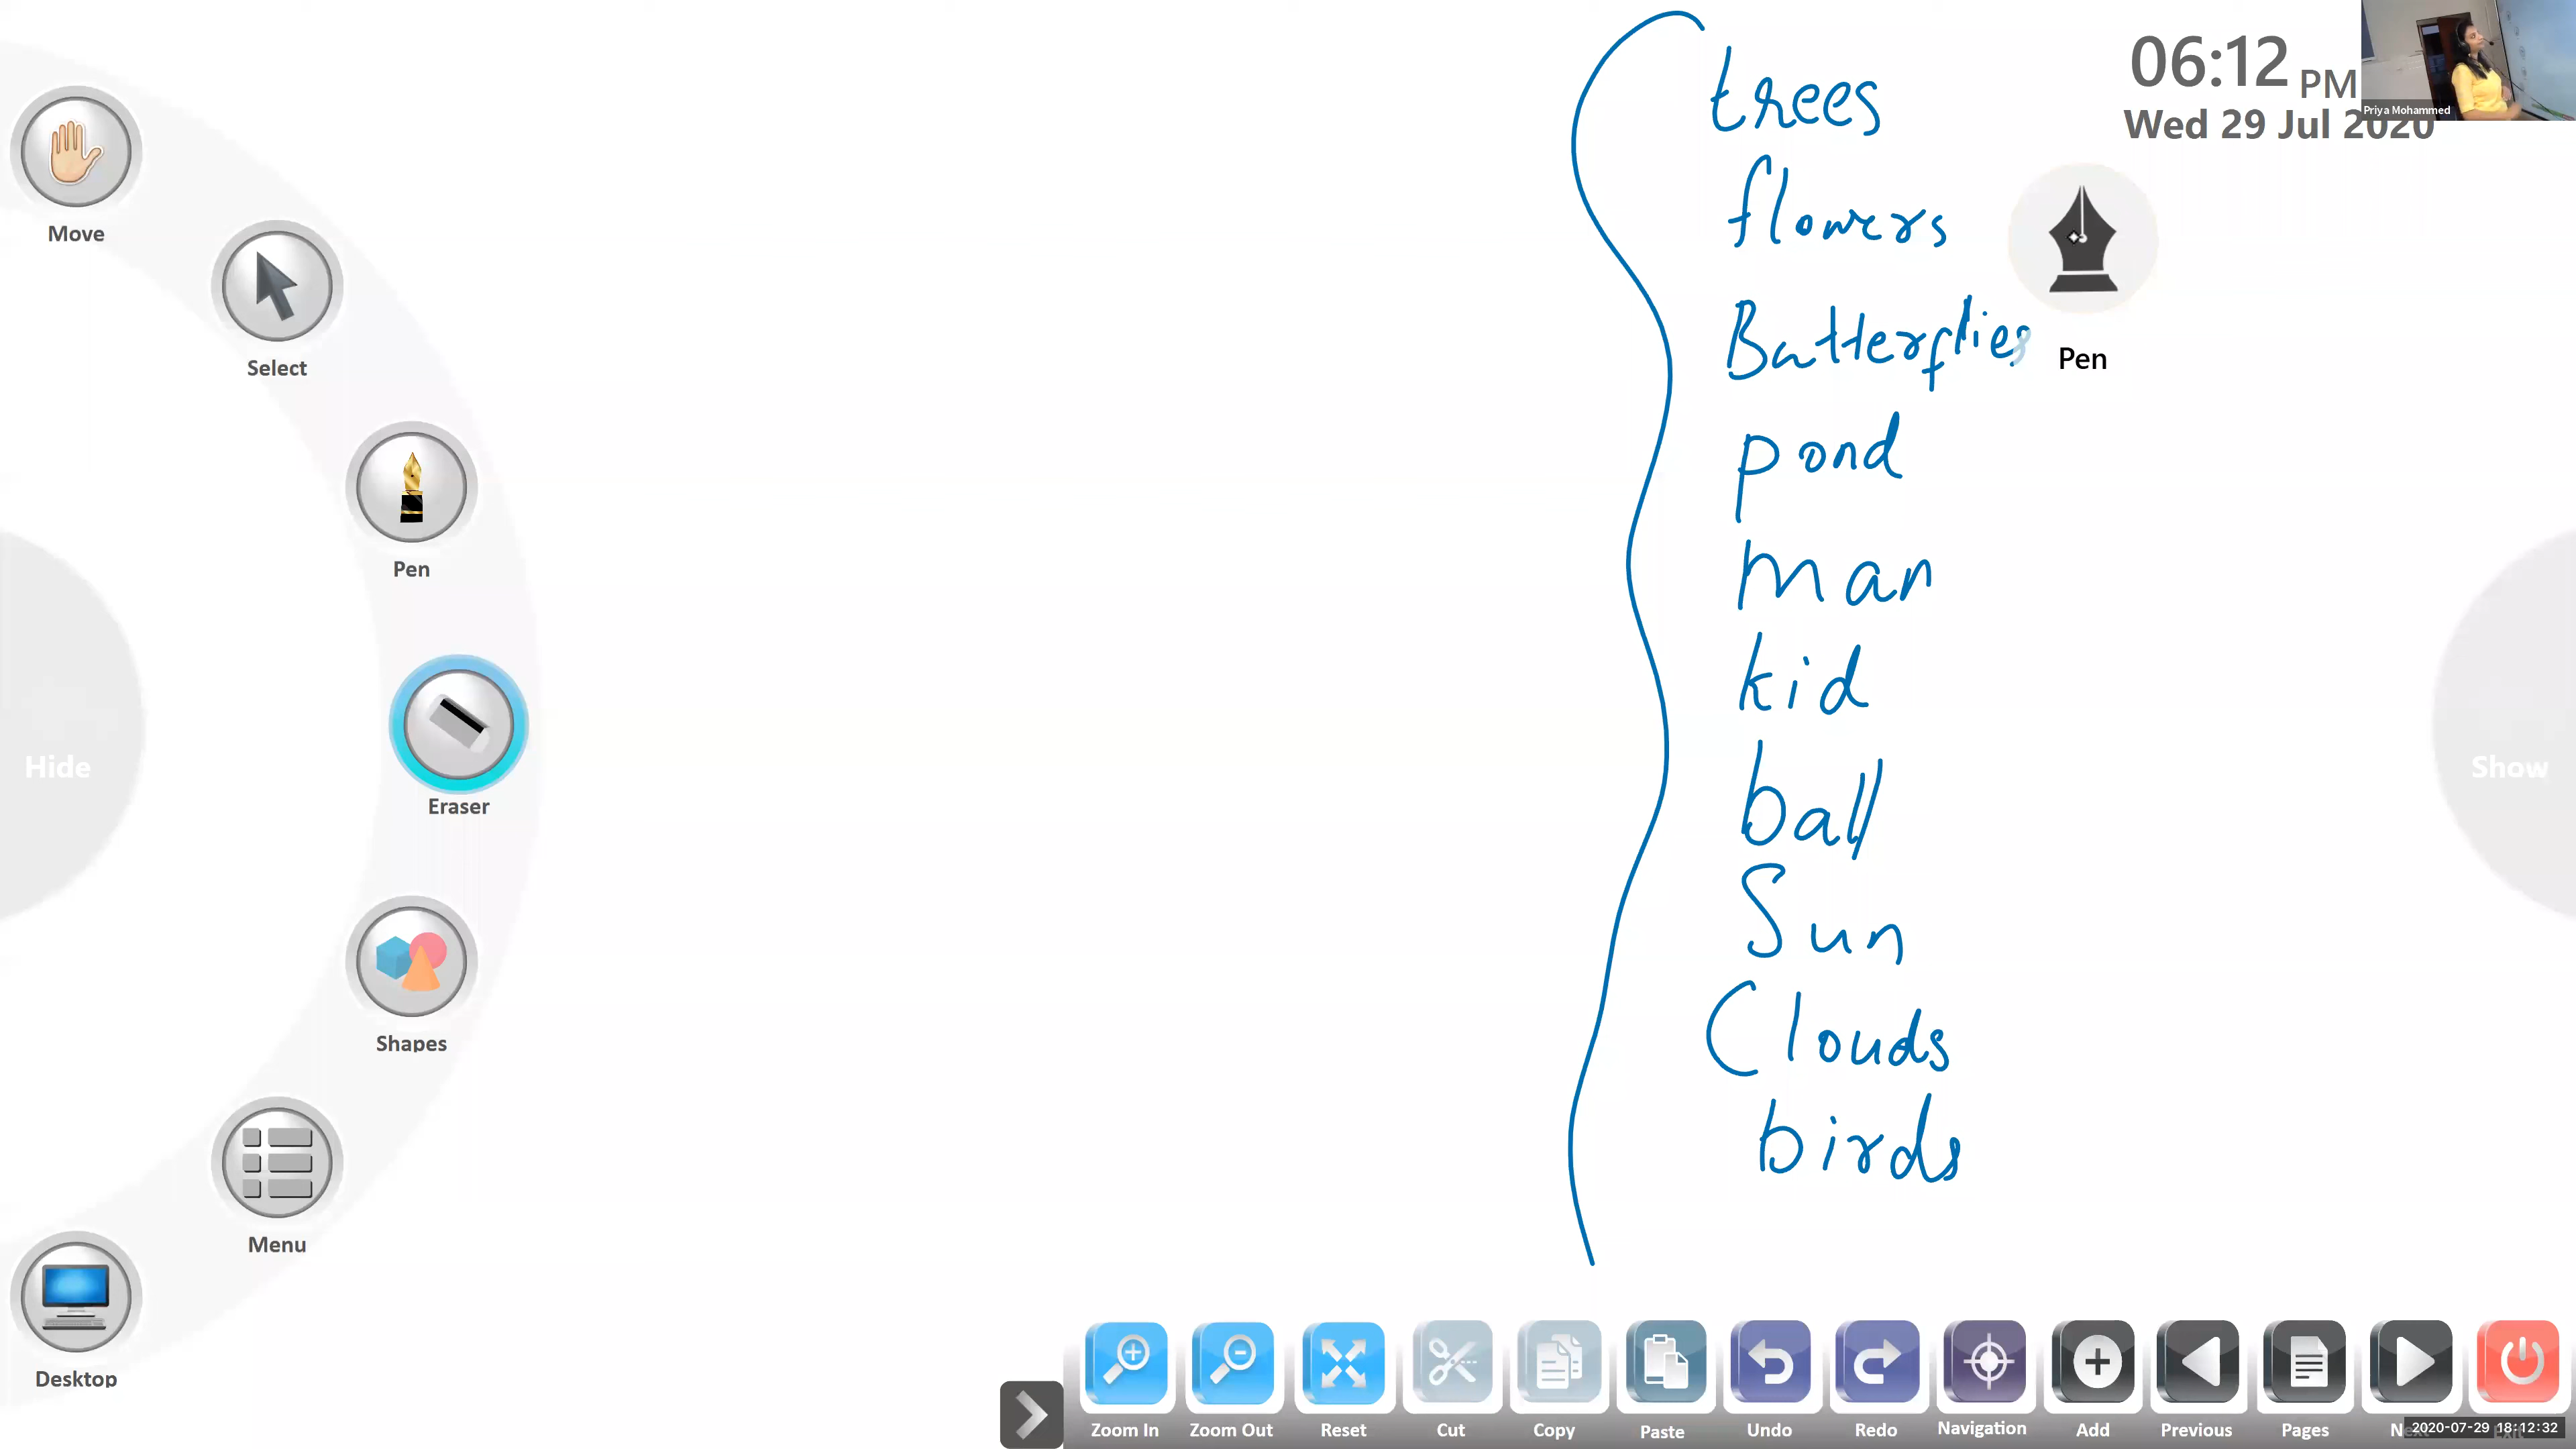 06:12 PM
Wed 29 Jul 2020
Priya Mohammed
trees
flowers
Butterflies
pond
man
kid
ball
Sun
Clouds
birds
Pen
Move
Select
Pen
Eraser
Shapes
Menu
Desktop
Hide
Show
Zoom In
Zoom Out
Reset
Cut
Copy
Paste
Undo
Redo
Navigation
Add
Previous
Pages
2020-07-29 18:12:32